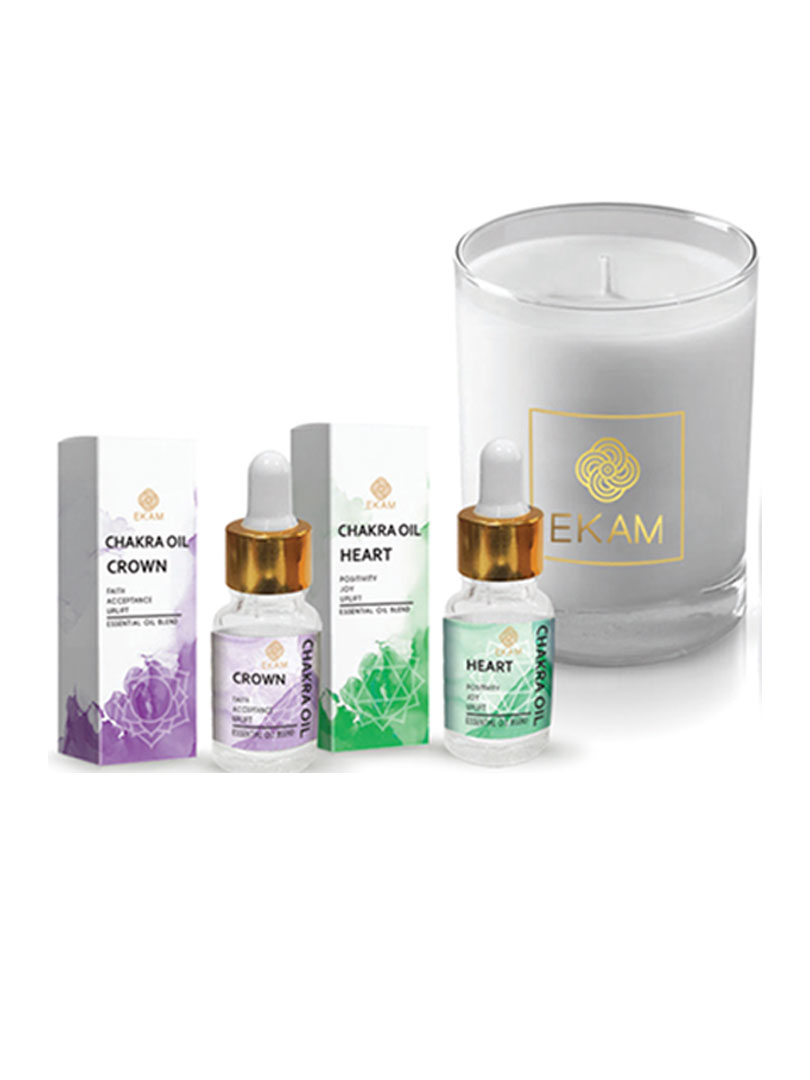 EKAM
CHAKRA OIL
CROWN
FAITH
ACCEPTANCE
UPLIFT
ESSENTIAL OIL BLEND
EKAM
CROWN
FAITH
ACCEPTANCE
UPLIFT
ESSENTIAL OIL BLEND
CHAKRA OIL
EKAM
CHAKRA OIL
HEART
POSITIVITY
JOY
UPLIFT
ESSENTIAL OIL BLEND
EKAM
HEART
POSITIVITY
JOY
UPLIFT
ESSENTIAL OIL BLEND
CHAKRA OIL
EKAM